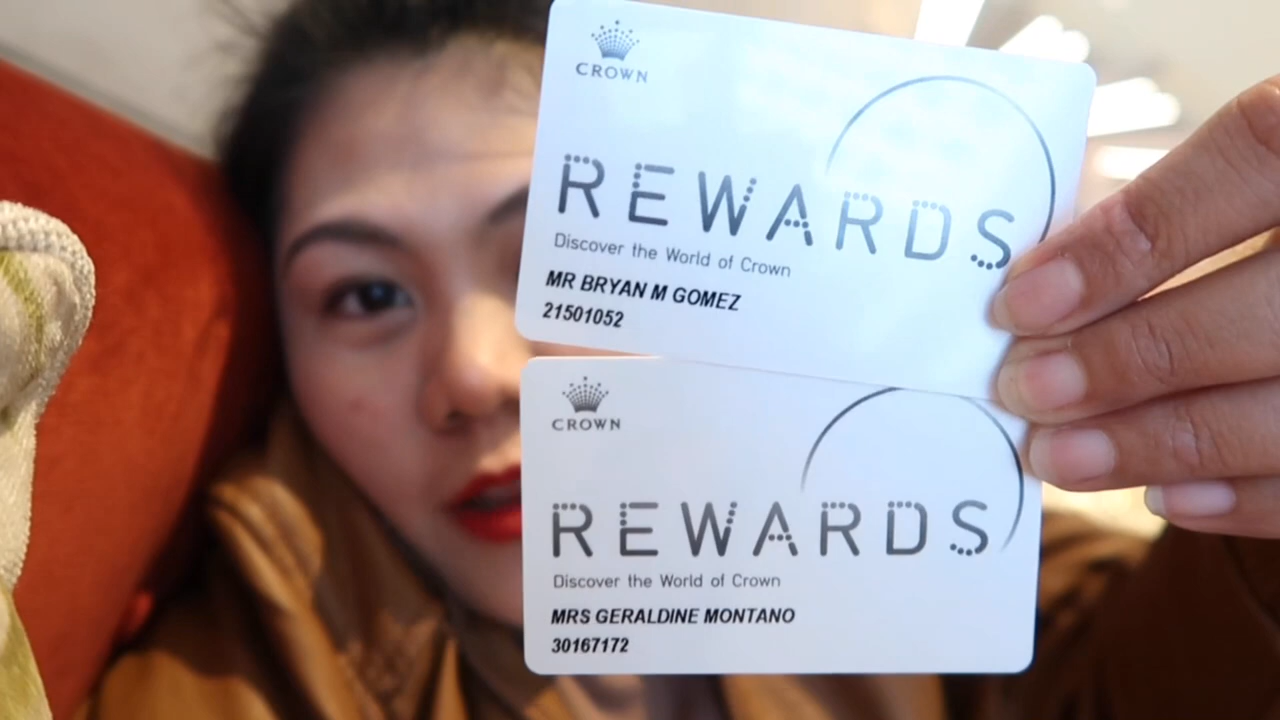 CROWN
REWARDS
Discover the World of Crown
MR BRYAN M GOMEZ
21501052
CROWN
REWARDS
Discover the World of Crown
MRS GERALDINE MONTANO
30167172